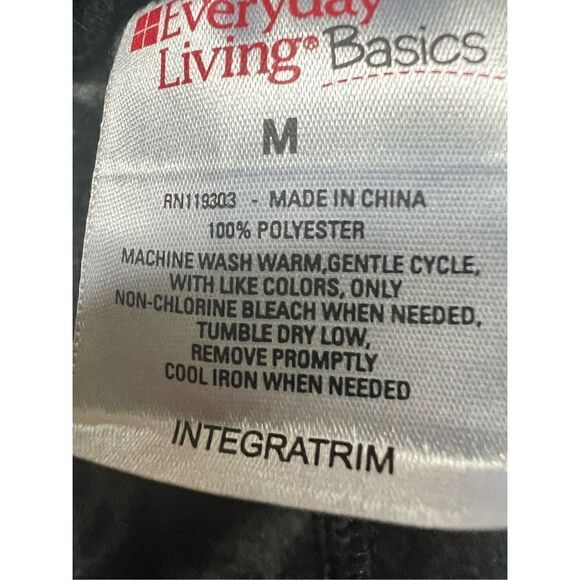 Everyday
Living® Basics
M
RN119303 - MADE IN CHINA
100% POLYESTER
MACHINE WASH WARM,GENTLE CYCLE,
WITH LIKE COLORS, ONLY
NON-CHLORINE BLEACH WHEN NEEDED,
TUMBLE DRY LOW,
REMOVE PROMPTLY
COOL IRON WHEN NEEDED
INTEGRATRIM